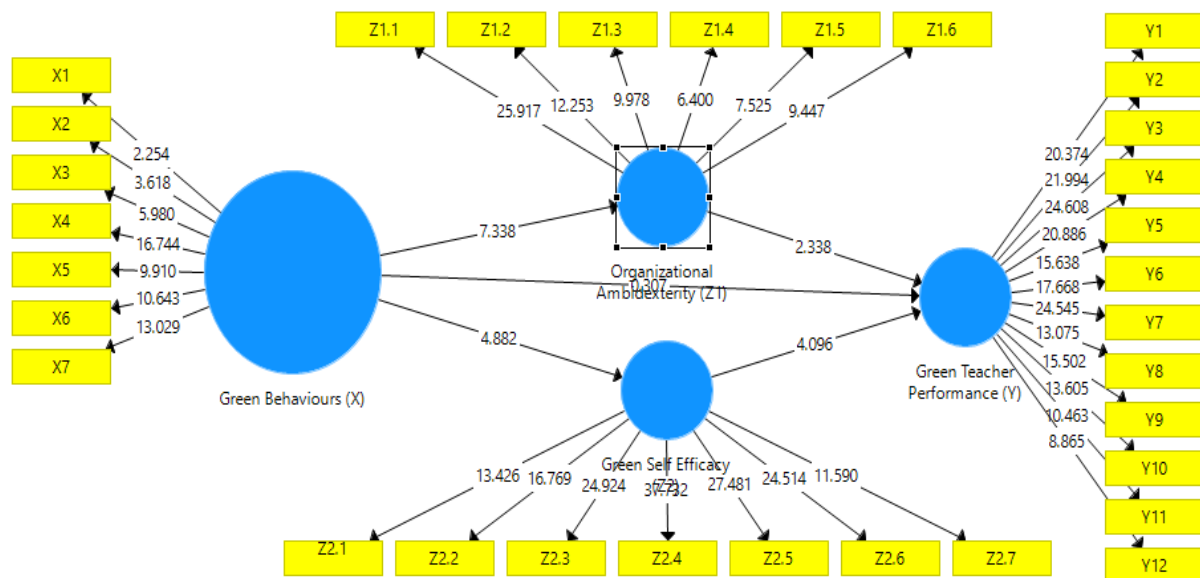 Z1.1 Z1.2 Z1.3 Z1.4 Z1.5 Z1.6
25.917 12.253 9.978 6.400 7.525 9.447
X1
X2
X3
X4
X5
X6
X7
2.254
3.618
5.980
16.744
9.910
10.643
13.029
Green Behaviours (X)
7.338
0.307
4.882
Organizational
Ambidexterity (Z1)
2.338
4.096
Green Self Efficacy
(Z2)
13.426 16.769 24.924 37.732 27.481 24.514 11.590
Z2.1 Z2.2 Z2.3 Z2.4 Z2.5 Z2.6 Z2.7
Green Teacher
Performance (Y)
20.374
21.994
24.608
20.886
15.638
17.668
24.545
13.075
15.502
13.605
10.463
8.865
Y1
Y2
Y3
Y4
Y5
Y6
Y7
Y8
Y9
Y10
Y11
Y12